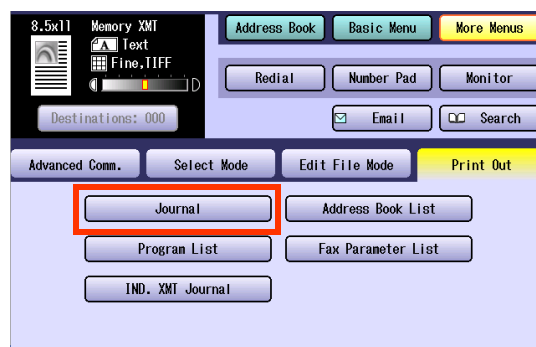 8.5x11 Memory XMT
Text
Fine,TIFF
Destinations: 000
Address Book Basic Menu More Menus
Redial Number Pad Monitor
Email Search
Advanced Comm. Select Mode Edit File Mode Print Out
Journal Address Book List
Program List Fax Parameter List
IND. XMT Journal